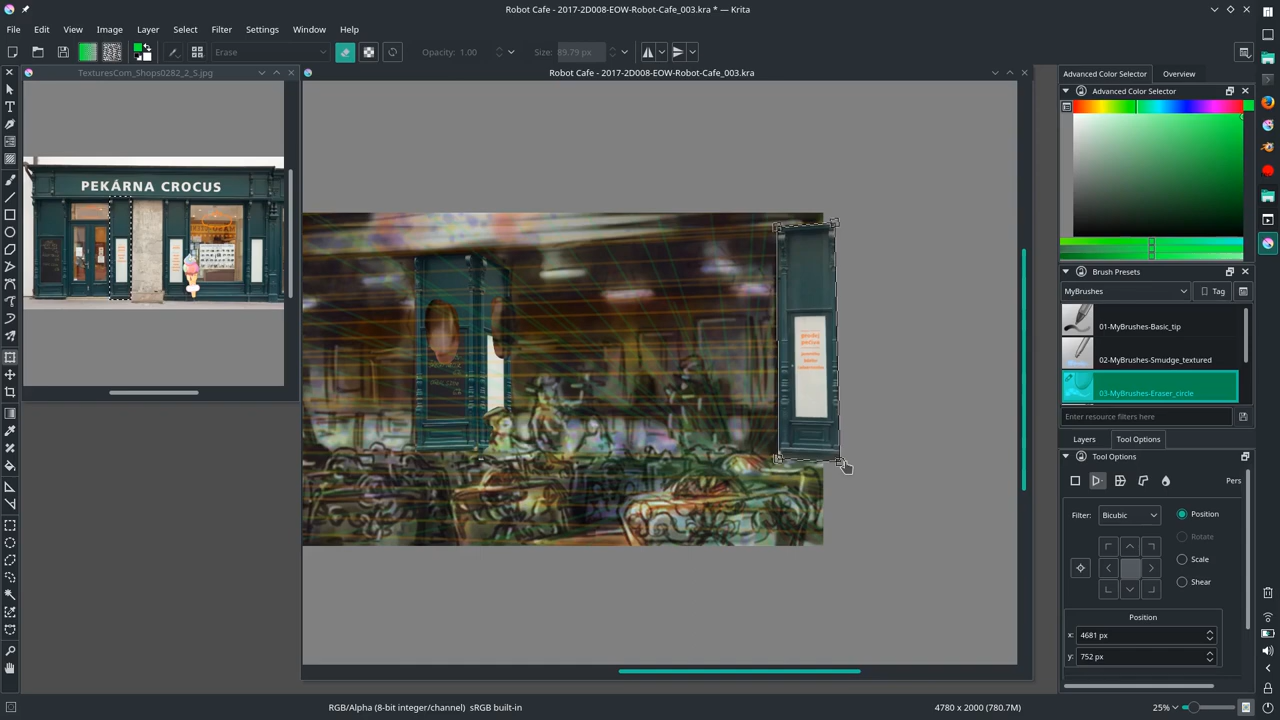 Robot Cafe - 2017-2D008-EOW-Robot-Cafe_003.kra * — Krita
File Edit View Image Layer Select Filter Settings Window Help
Erase
Opacity: 1.00
Size: 89.79 px
TexturesCom_Shops0282_2_S.jpg
Robot Cafe - 2017-2D008-EOW-Robot-Cafe_003.kra
PEKÁRNA CROCUS
Advanced Color Selector
Overview
Advanced Color Selector
Brush Presets
MyBrushes
Tag
01-MyBrushes-Basic_tip
02-MyBrushes-Smudge_textured
03-MyBrushes-Eraser_circle
Enter resource filters here
Layers
Tool Options
Tool Options
Pers
Filter: Bicubic
Position
Rotate
Scale
Shear
Position
x: 4681 px
y: 752 px
RGB/Alpha (8-bit integer/channel) sRGB built-in
4780 x 2000 (780.7M)
25%